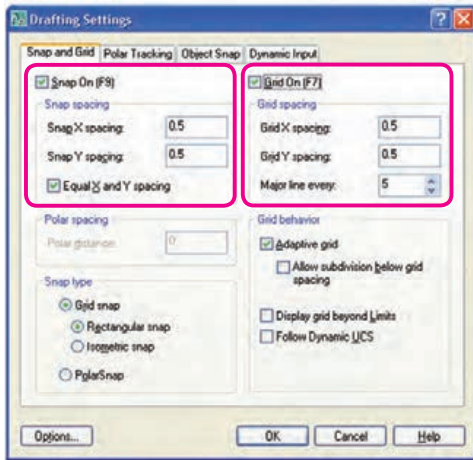 Drafting Settings
Snap and Grid Polar Tracking Object Snap Dynamic Input
Snap On (F9)
Snap spacing
Snap X spacing: 0.5
Snap Y spacing: 0.5
Equal X and Y spacing
Polar spacing
Polar distance: 0
Snap type
Grid snap
Rectangular snap
Isometric snap
PolarSnap
Grid On (F7)
Grid spacing
Grid X spacing: 0.5
Grid Y spacing: 0.5
Major line every: 5
Grid behavior
Adaptive grid
Allow subdivision below grid
spacing
Display grid beyond Limits
Follow Dynamic UCS
Options... OK Cancel Help